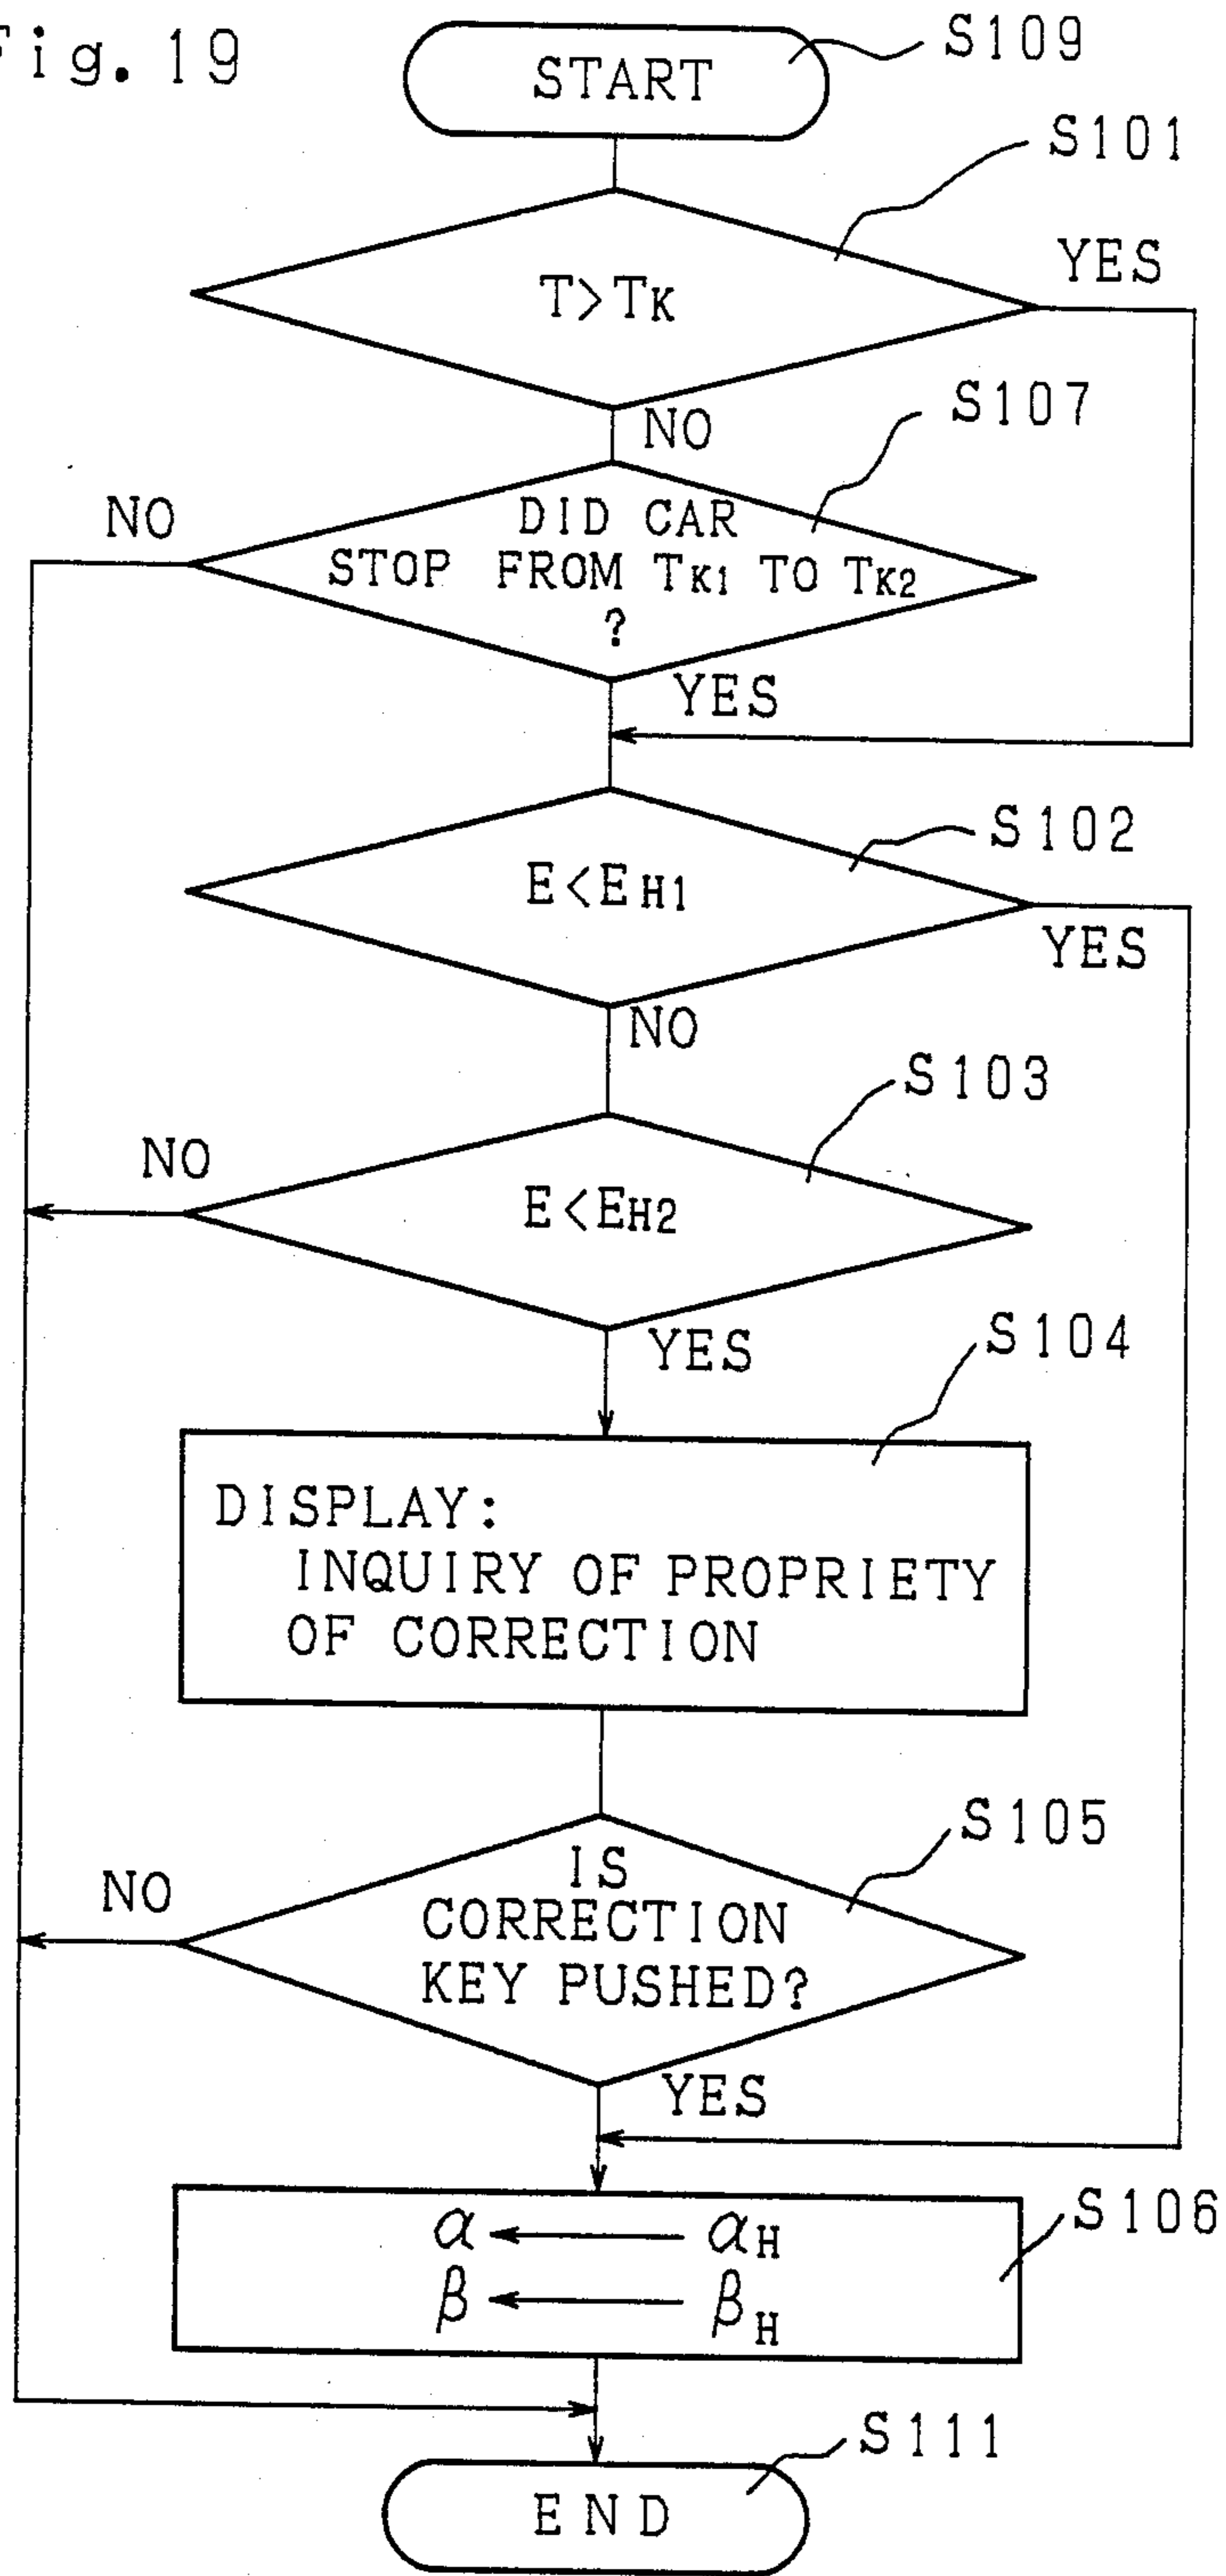 Fig. 19
START
S109
S101
T>TK
YES
NO
S107
NO
DID CAR
STOP FROM TK1 TO TK2
?
YES
S102
E<EH1
YES
NO
S103
NO
E<EH2
YES
S104
DISPLAY:
INQUIRY OF PROPRIETY
OF CORRECTION
S105
NO
IS
CORRECTION
KEY PUSHED?
YES
S106
α ← αH
β ← βH
S111
END